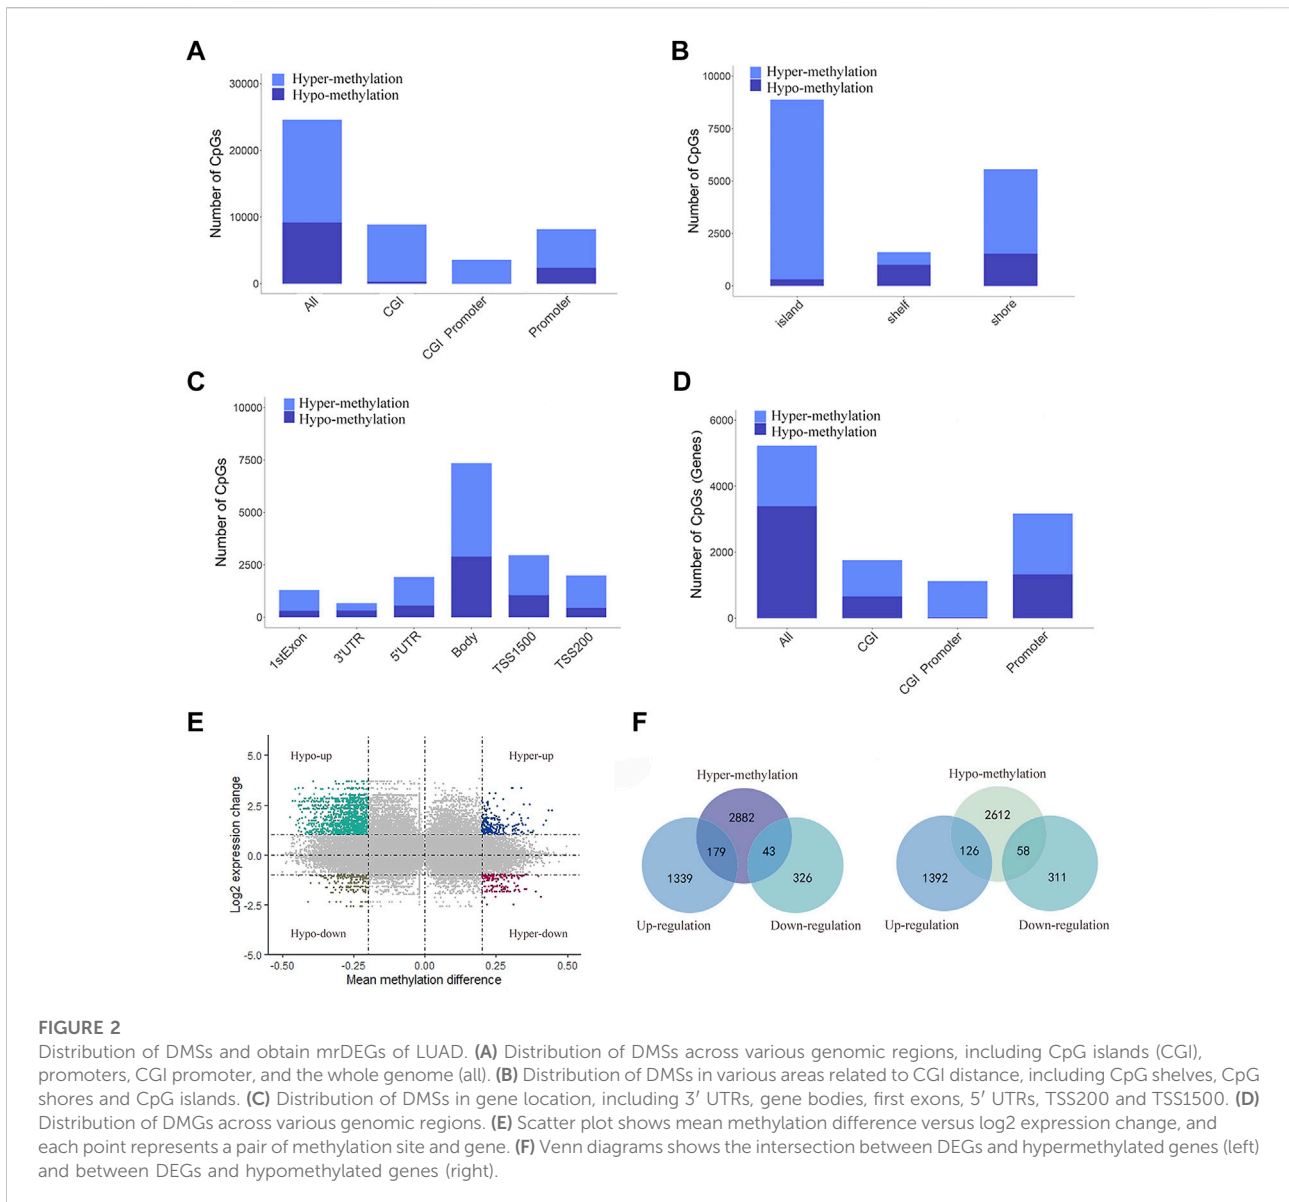 A
Hyper-methylation
Hypo-methylation
Number of CpGs
30000
20000
10000
0
All
CGI
CGI Promoter
Promoter
B
Hyper-methylation
Hypo-methylation
Number of CpGs
10000
7500
5000
2500
0
island
shelf
shore
C
Hyper-methylation
Hypo-methylation
Number of CpGs
10000
7500
5000
2500
0
1stExon
3'UTR
5'UTR
Body
TSS1500
TSS200
D
Hyper-methylation
Hypo-methylation
Number of CpGs (Genes)
6000
4000
2000
0
All
CGI
CGI Promoter
Promoter
E
Hypo-up
Hyper-up
Hypo-down
Hyper-down
Log2 expression change
5.0
2.5
0.0
-2.5
-5.0
-0.50
-0.25
0.00
0.25
0.50
Mean methylation difference
F
Hyper-methylation
2882
179
43
1339
326
Up-regulation
Down-regulation
Hypo-methylation
2612
126
58
1392
311
Up-regulation
Down-regulation
FIGURE 2
Distribution of DMSs and obtain mrDEGs of LUAD. (A) Distribution of DMSs across various genomic regions, including CpG islands (CGI),
promoters, CGI promoter, and the whole genome (all). (B) Distribution of DMSs in various areas related to CGI distance, including CpG shelves, CpG
shores and CpG islands. (C) Distribution of DMSs in gene location, including 3′ UTRs, gene bodies, first exons, 5′ UTRs, TSS200 and TSS1500. (D)
Distribution of DMGs across various genomic regions. (E) Scatter plot shows mean methylation difference versus log2 expression change, and
each point represents a pair of methylation site and gene. (F) Venn diagrams shows the intersection between DEGs and hypermethylated genes (left)
and between DEGs and hypomethylated genes (right).